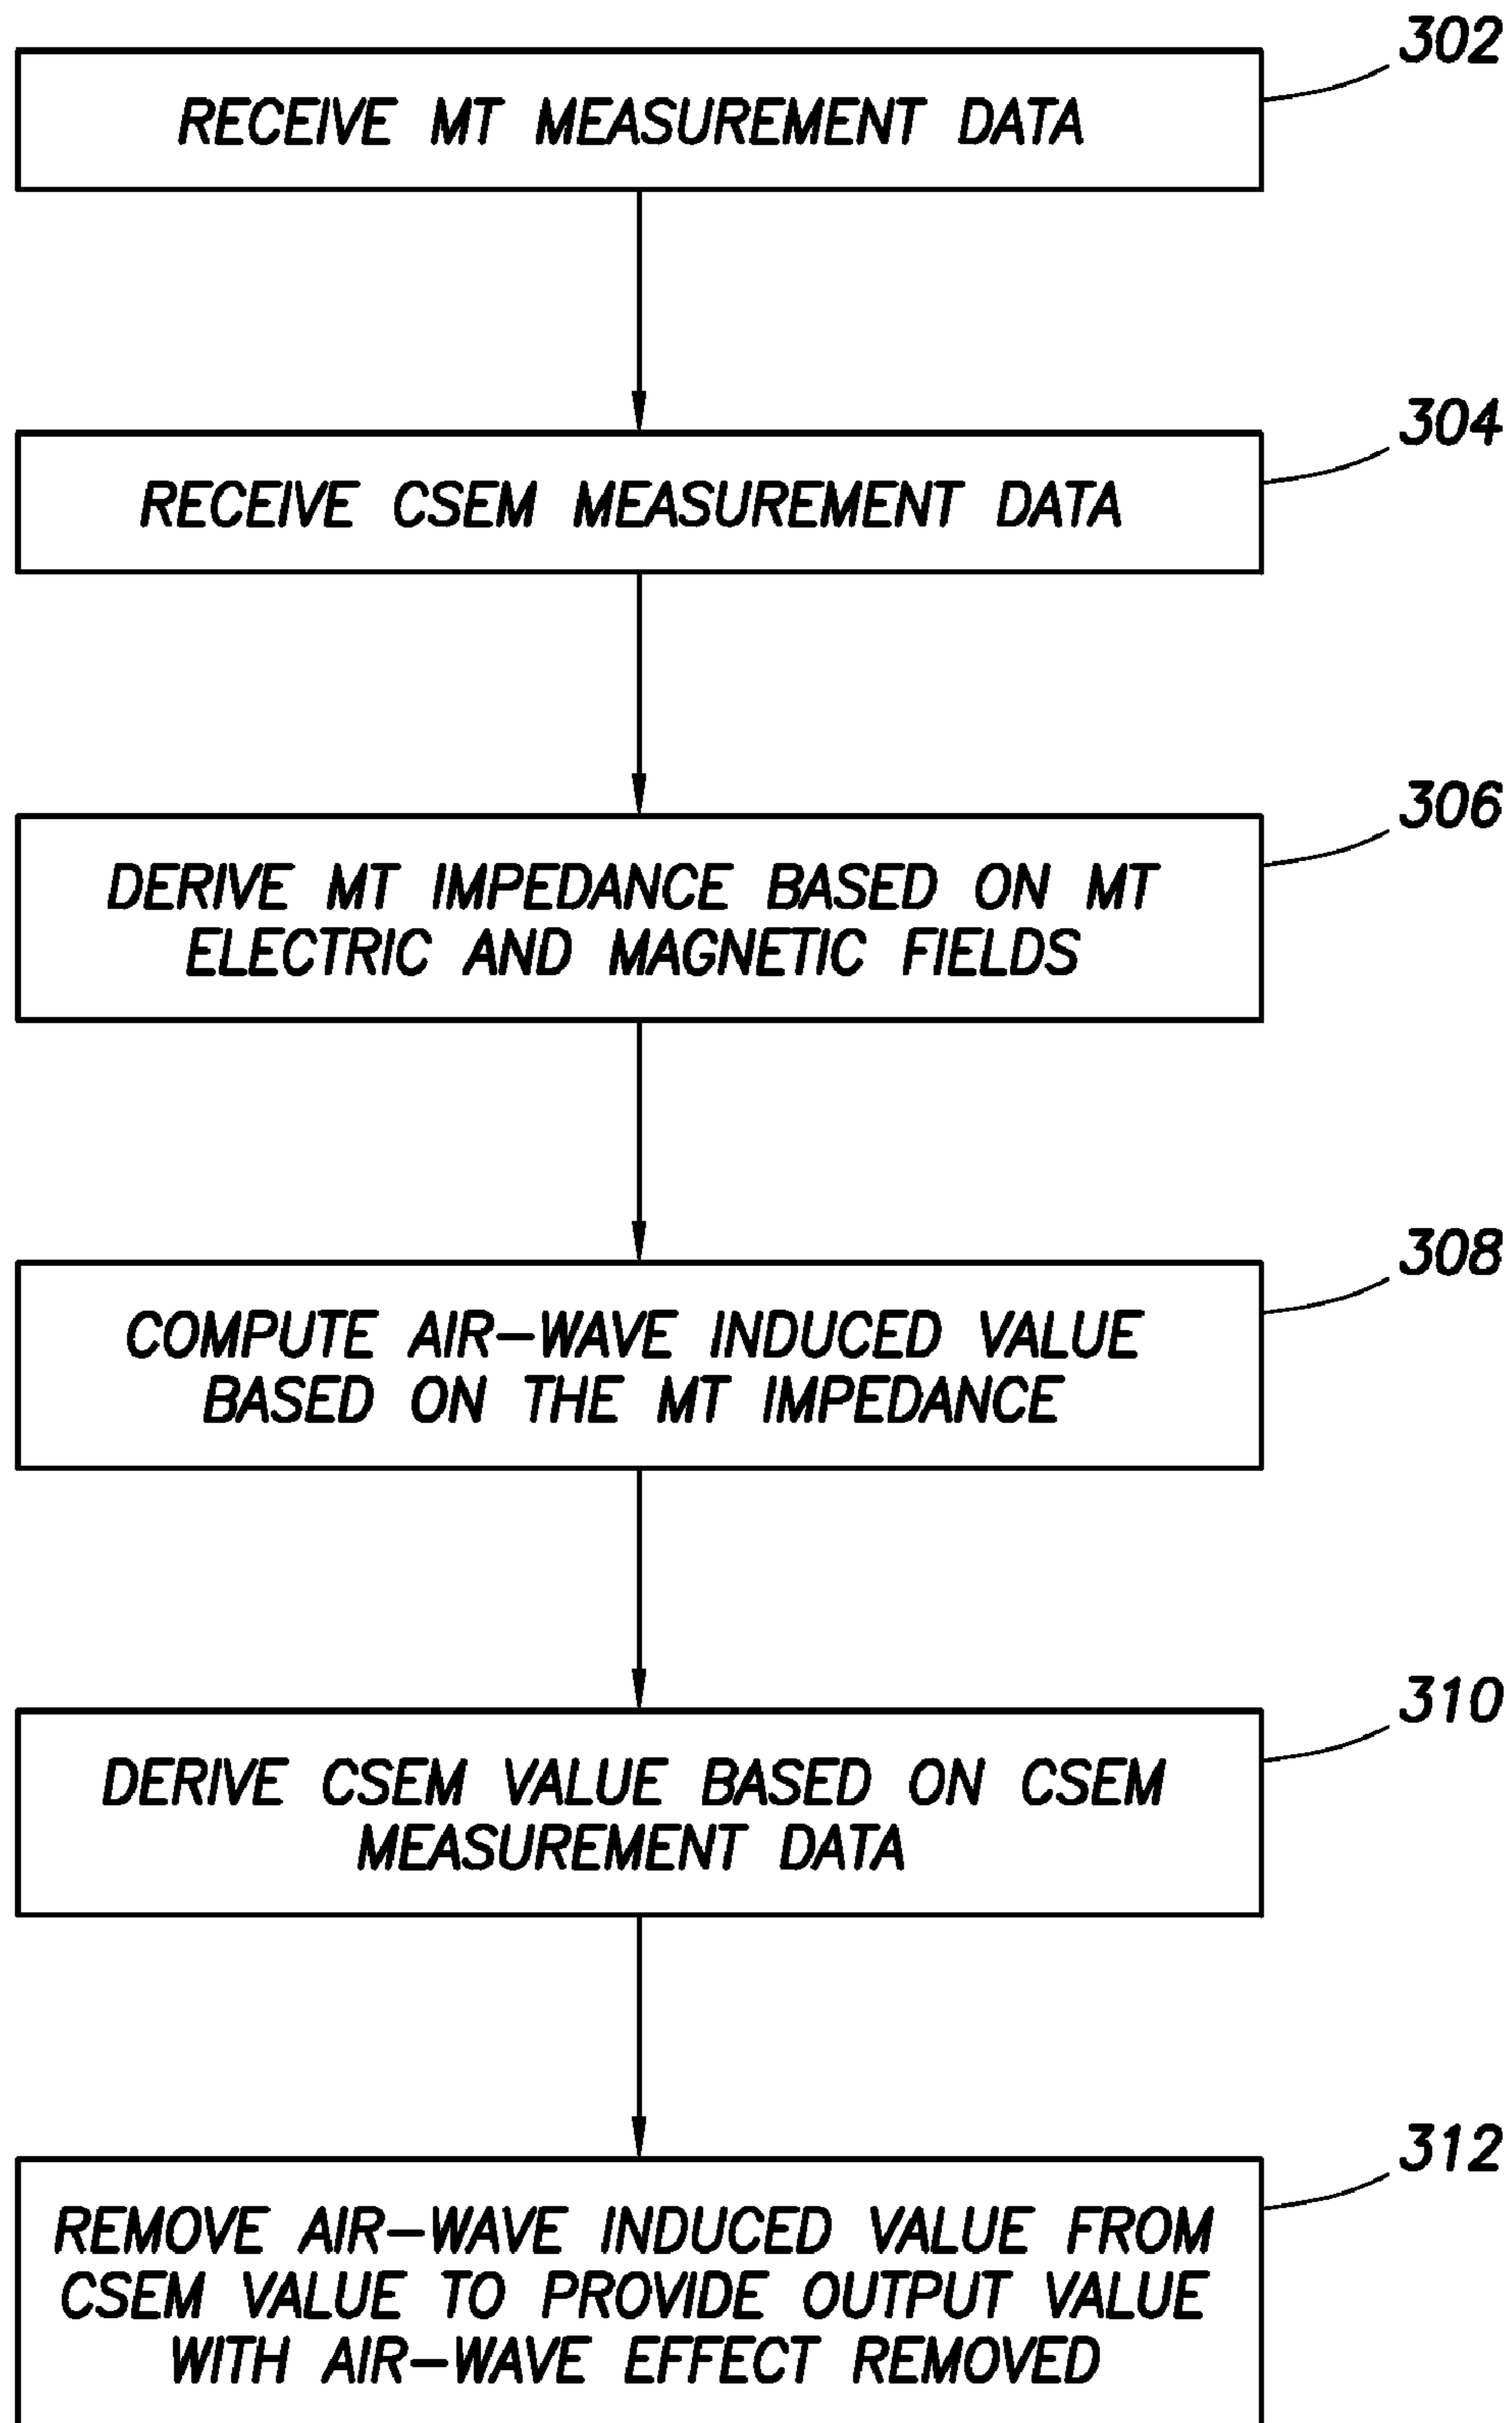 302
RECEIVE MT MEASUREMENT DATA
304
RECEIVE CSEM MEASUREMENT DATA
306
DERIVE MT IMPEDANCE BASED ON MT
ELECTRIC AND MAGNETIC FIELDS
308
COMPUTE AIR-WAVE INDUCED VALUE
BASED ON THE MT IMPEDANCE
310
DERIVE CSEM VALUE BASED ON CSEM
MEASUREMENT DATA
312
REMOVE AIR-WAVE INDUCED VALUE FROM
CSEM VALUE TO PROVIDE OUTPUT VALUE
WITH AIR-WAVE EFFECT REMOVED